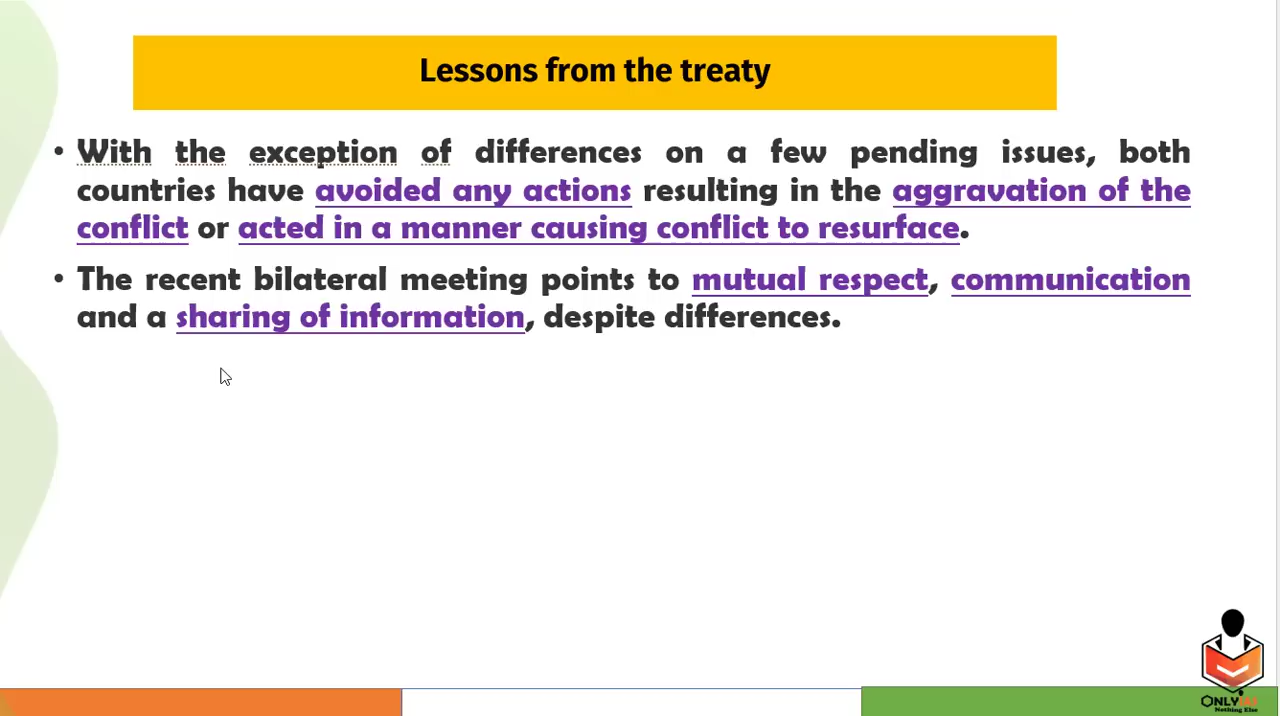 Lessons from the treaty
• With the exception of differences on a few pending issues, both
countries have avoided any actions resulting in the aggravation of the
conflict or acted in a manner causing conflict to resurface.
• The recent bilateral meeting points to mutual respect, communication
and a sharing of information, despite differences.
Nothing Else